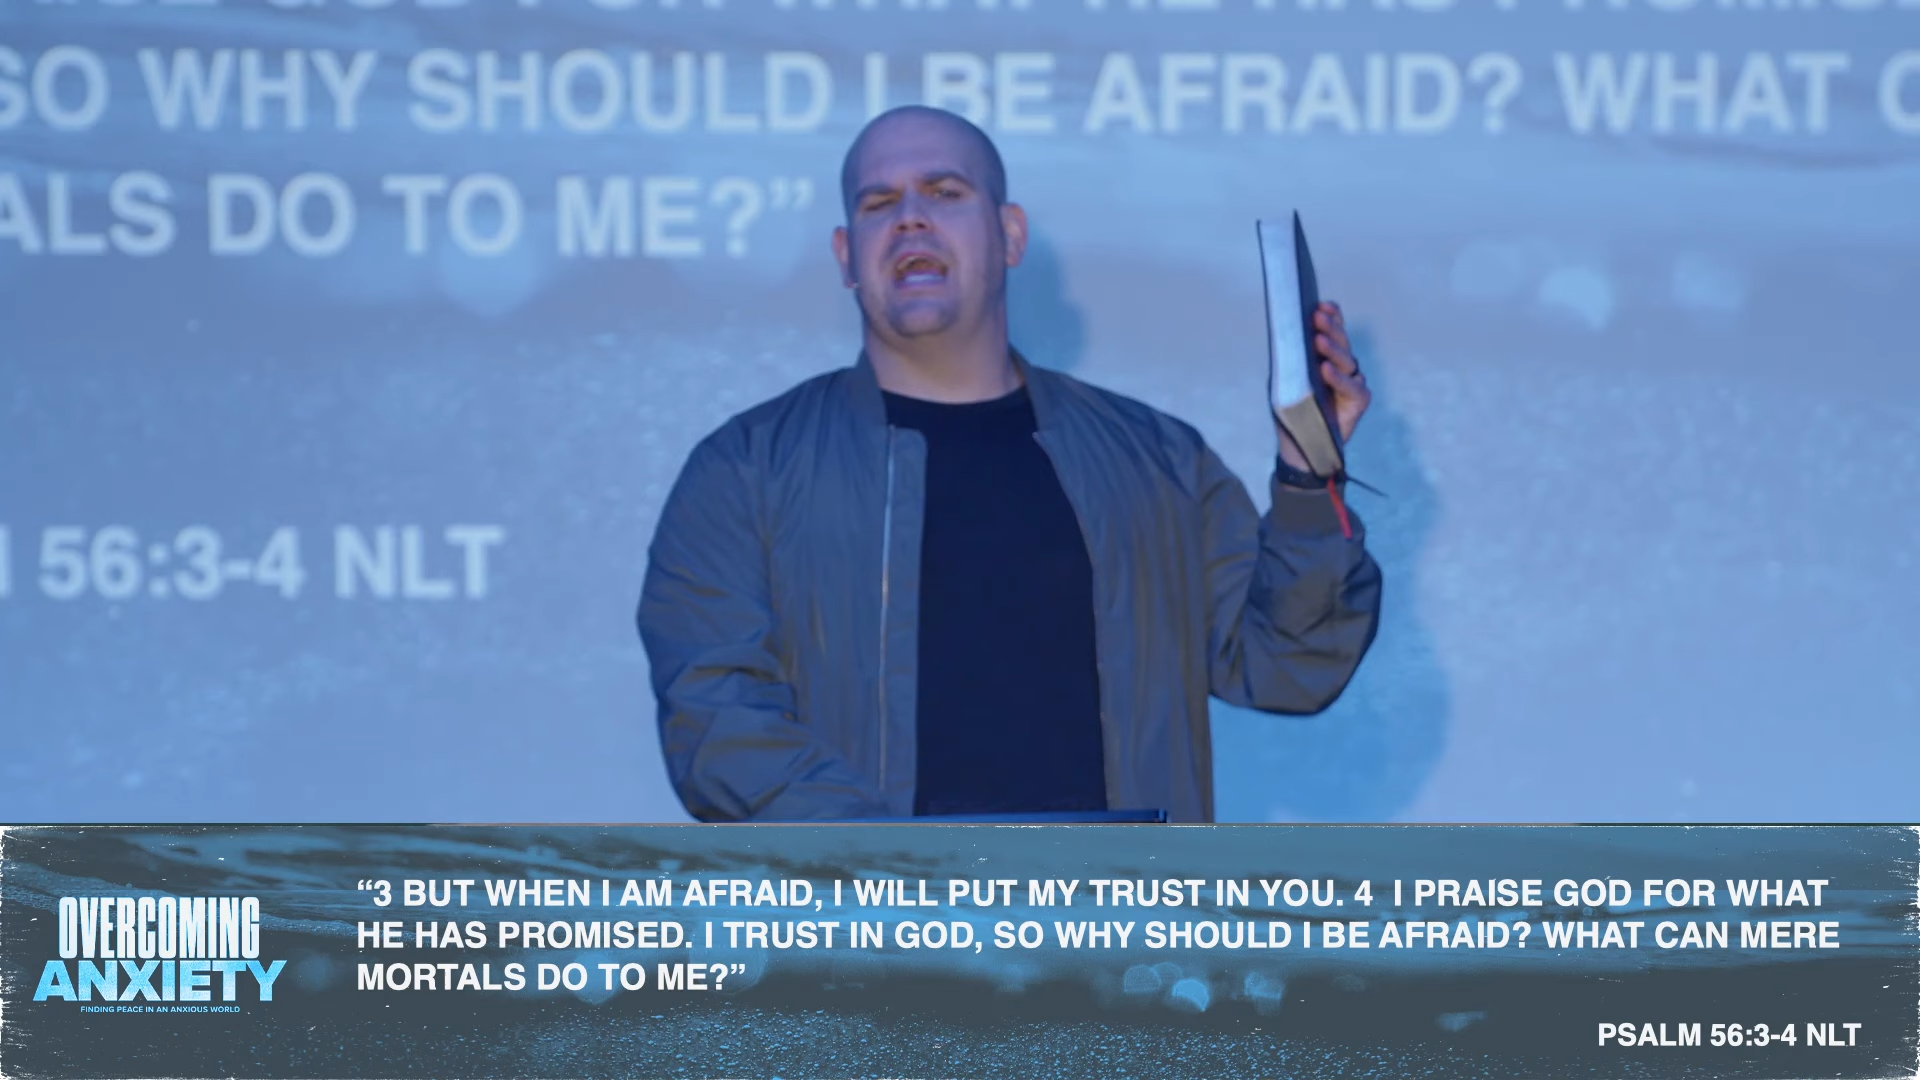 SO WHY SHOULD I BE AFRAID? WHAT
DO TO ME?”
56:3-4 NLT
OVERCOMING
ANXIETY
FINDING PEACE IN AN ANXIOUS WORLD
“3 BUT WHEN I AM AFRAID, I WILL PUT MY TRUST IN YOU. 4 I PRAISE GOD FOR WHAT
HE HAS PROMISED. I TRUST IN GOD, SO WHY SHOULD I BE AFRAID? WHAT CAN MERE
MORTALS DO TO ME?”
PSALM 56:3-4 NLT